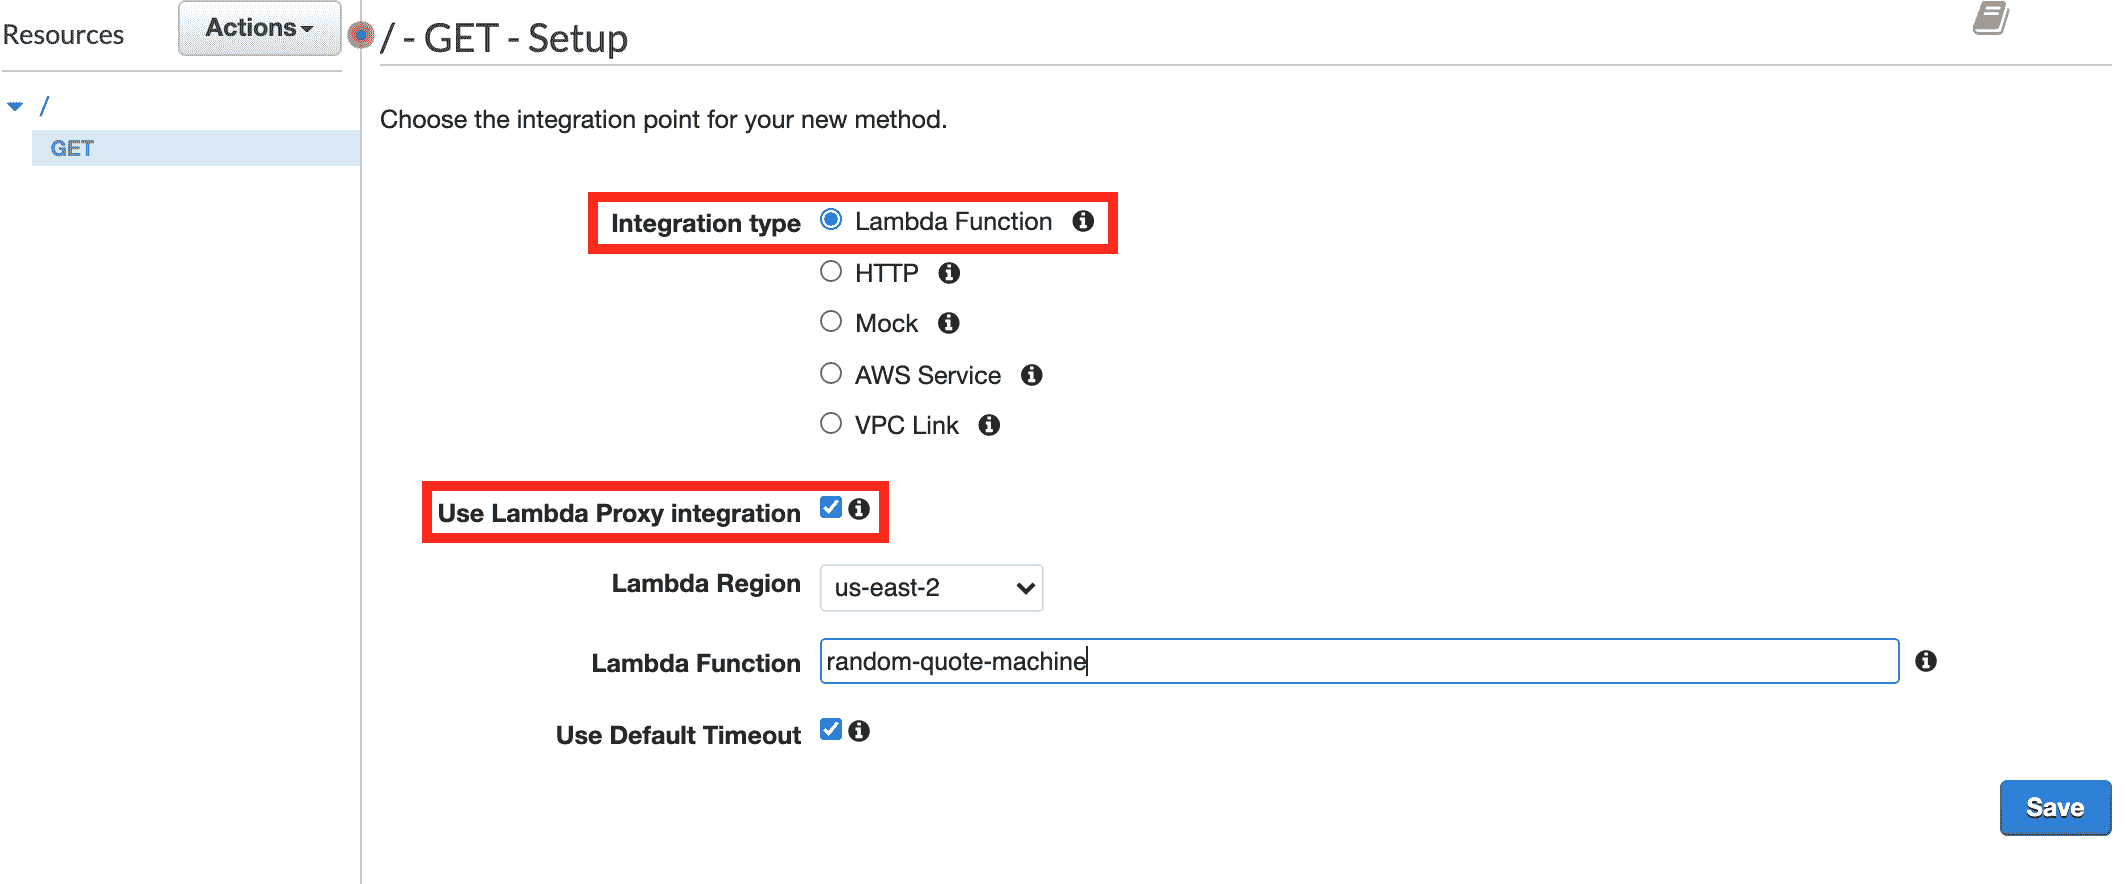 Resources
Actions
/ - GET - Setup
/
GET
Choose the integration point for your new method.
Integration type Lambda Function
HTTP
Mock
AWS Service
VPC Link
Use Lambda Proxy integration
Lambda Region us-east-2
Lambda Function random-quote-machine
Use Default Timeout
Save